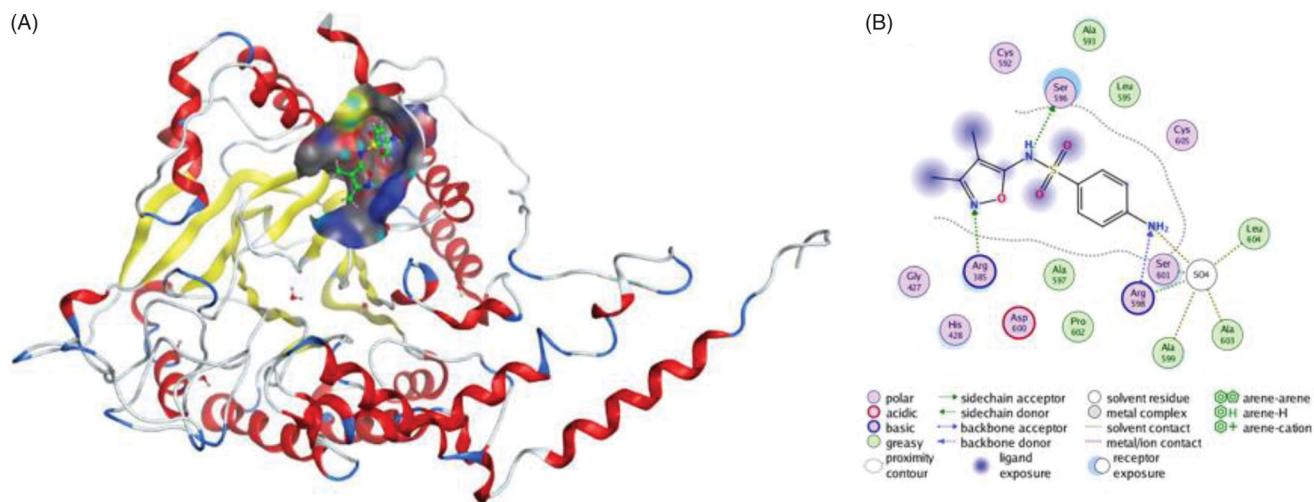 (A)
(B)
Ala
593
Cys
592
Ser
596
Leu
595
Cys
605
H
N
O
S
O
N
O
NH2
Leu
604
Arg
385
Gly
427
Ala
597
Ser
601
SO4
Arg
598
His
428
Asp
600
Pro
602
Ala
599
Ala
603
polar
acidic
basic
greasy
proximity
contour
sidechain acceptor
sidechain donor
backbone acceptor
backbone donor
ligand
exposure
solvent residue
metal complex
solvent contact
metal/ion contact
receptor
exposure
arene-arene
H arene-H
+ arene-cation